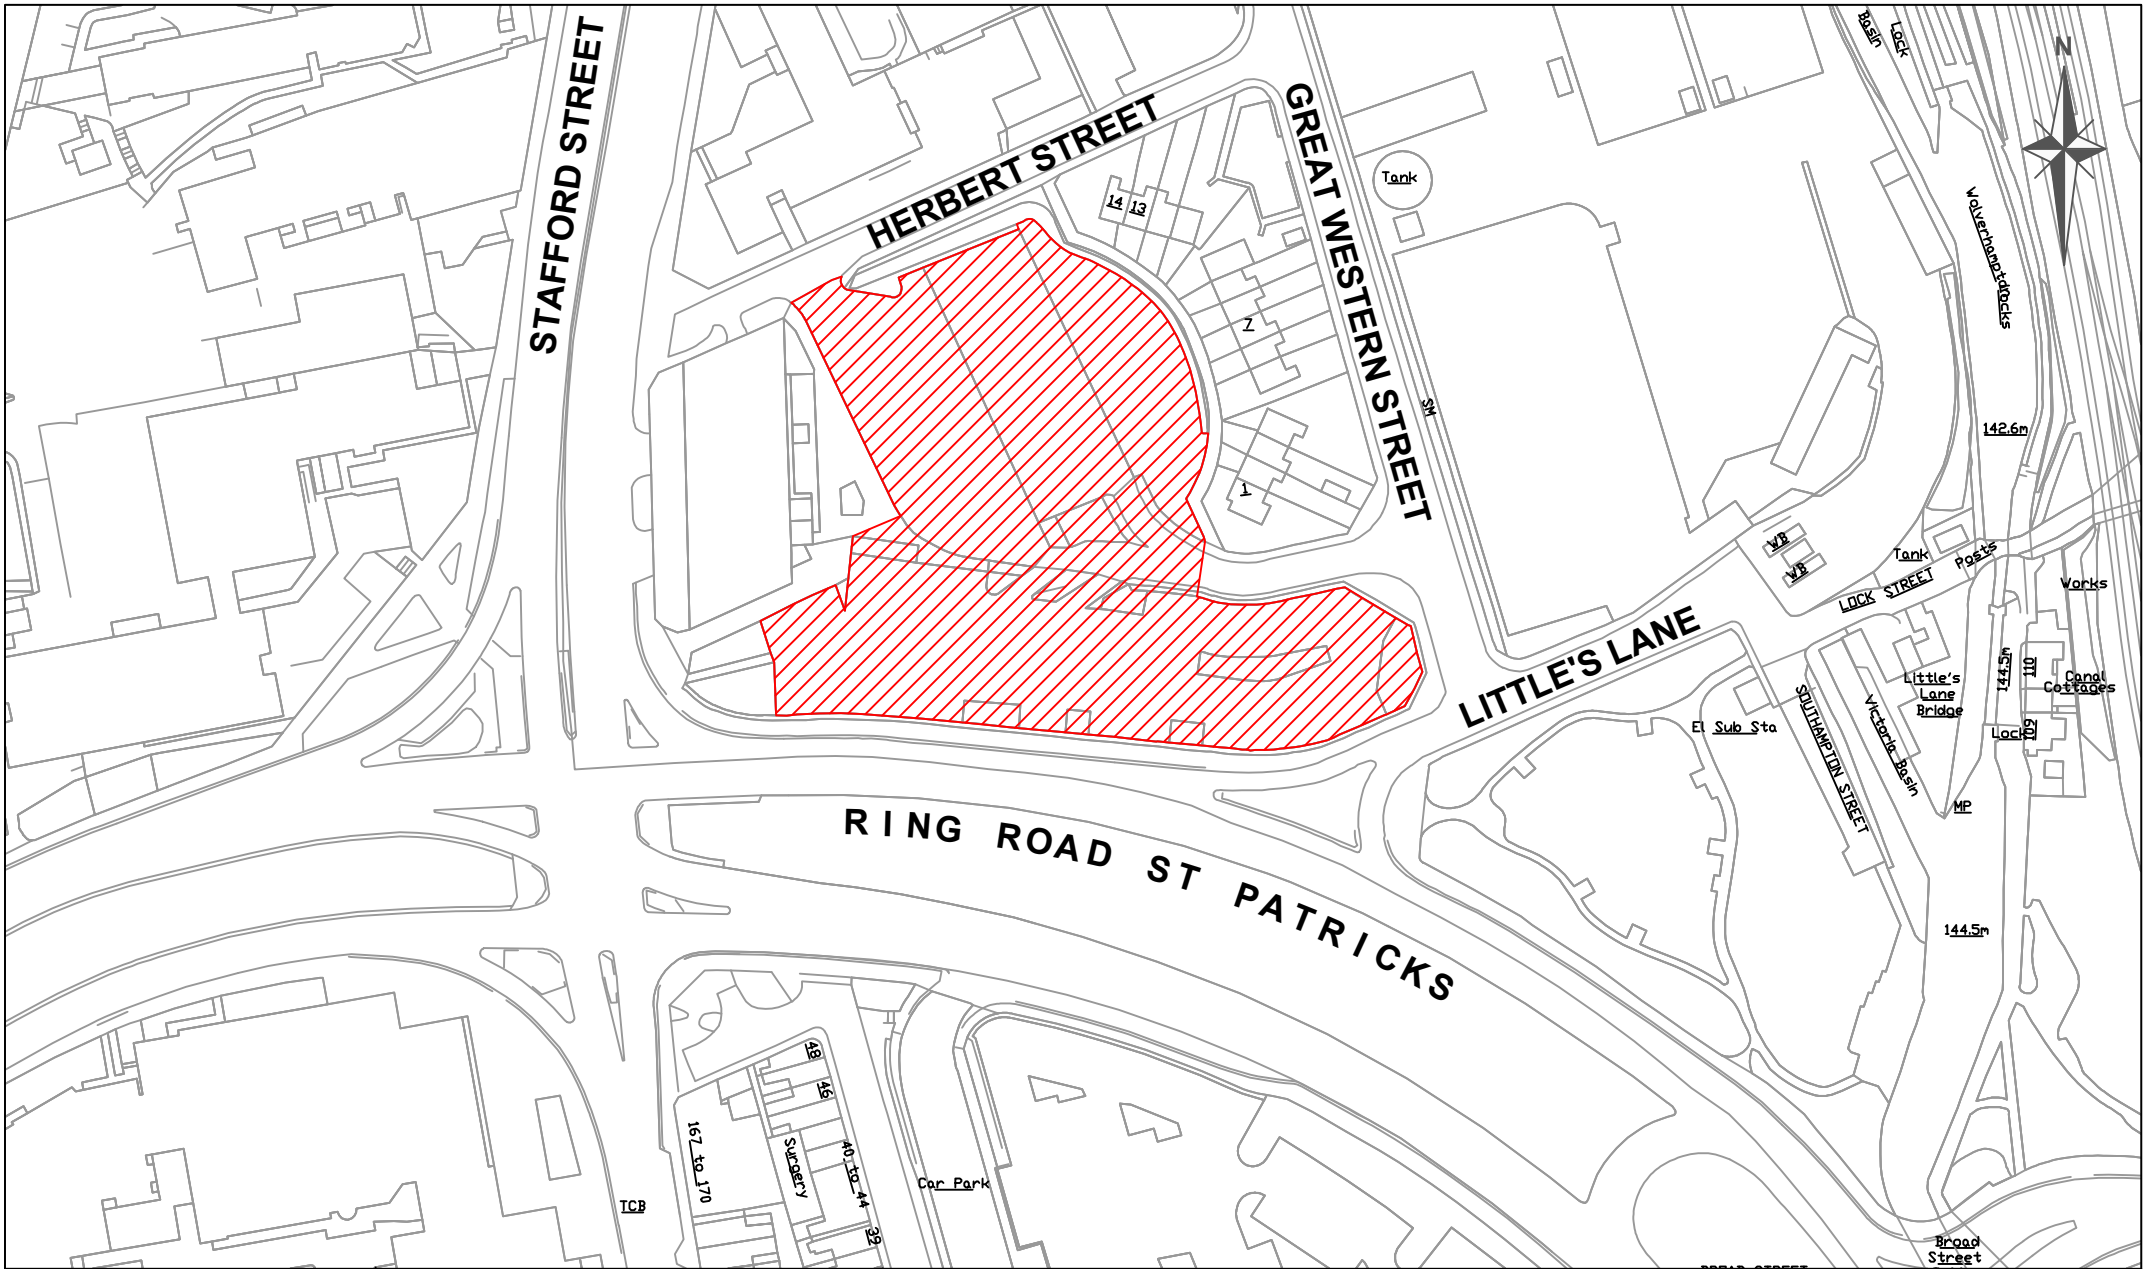 Basin
Lock
N
STAFFORD STREET
HERBERT STREET
GREAT WESTERN STREET
Tank
14
13
7
1
SM
Wolverhampton
Locks
142.6m
WB
WB
Tank
Posts
LOCK STREET
Works
LITTLE'S LANE
Little's
Lane
Bridge
144.5m
110
Canal
Cottages
El Sub Sta
SOUTHAMPTON STREET
Victoria Basin
Lock
109
MP
RING ROAD ST PATRICKS
144.5m
48
46
167 to 170
Surgery
40 to 44
39
Car Park
TCB
Broad
Street
BROAD STREET